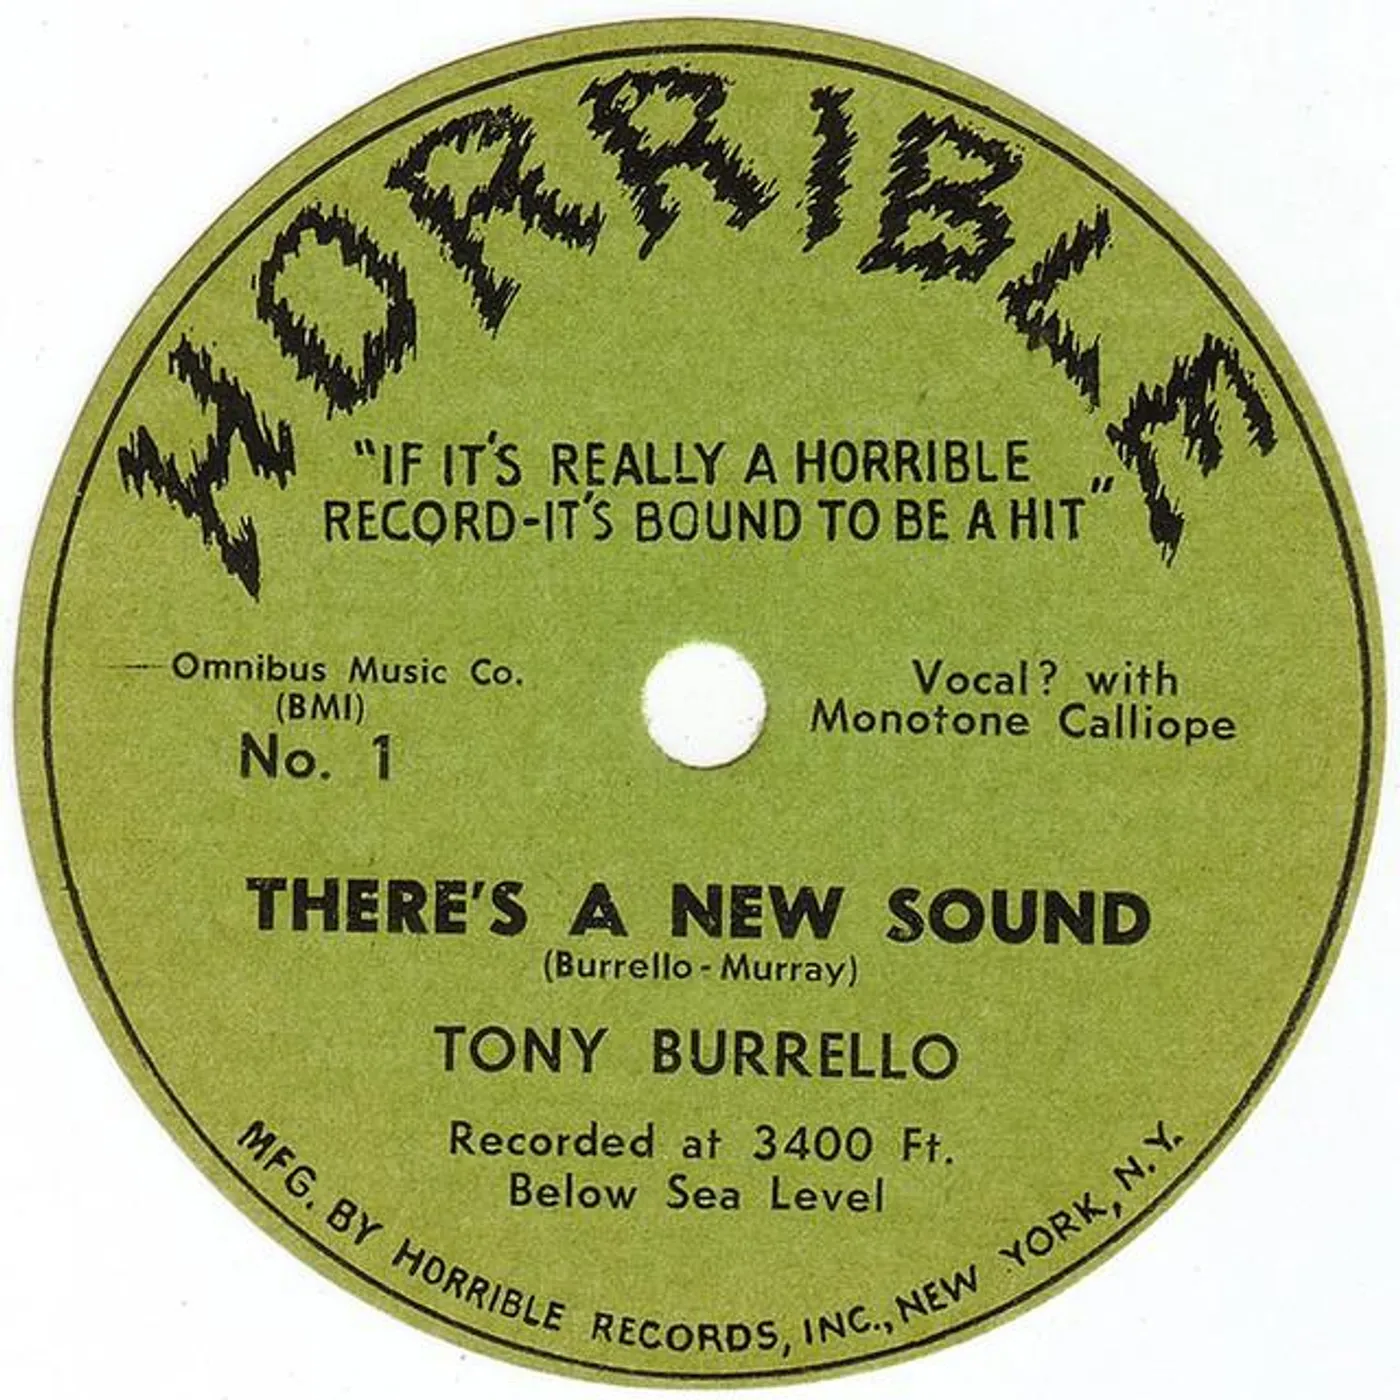 HORRIBLE
"IF IT'S REALLY A HORRIBLE
RECORD-IT'S BOUND TO BE A HIT"
Omnibus Music Co.
(BMI)
No. 1
Vocal? with
Monotone Calliope
THERE'S A NEW SOUND
(Burrello-Murray)
TONY BURRELLO
Recorded at 3400 Ft.
Below Sea Level
MFG. BY HORRIBLE RECORDS, INC., NEW YORK, N.Y.